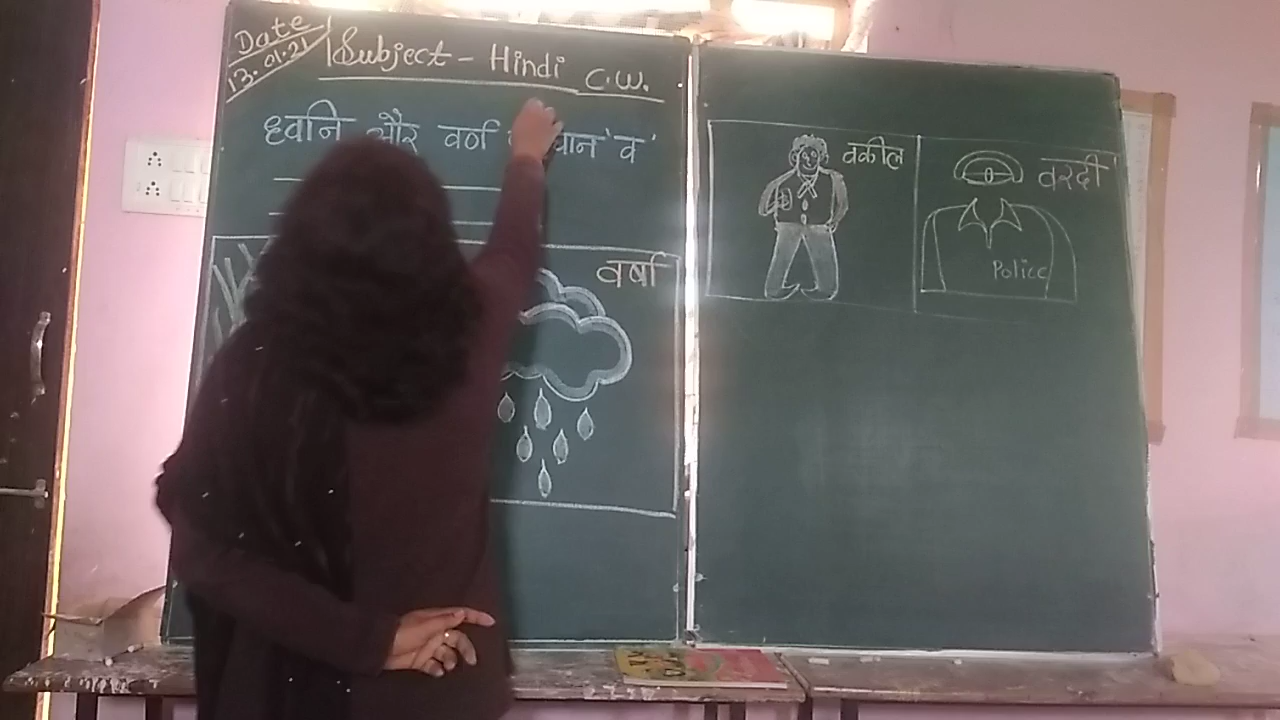 Date
13.01.21
Subject - Hindi C.W.
ध्वनि और वर्ण 'व'
वर्षा
वकील
वरदी
Police